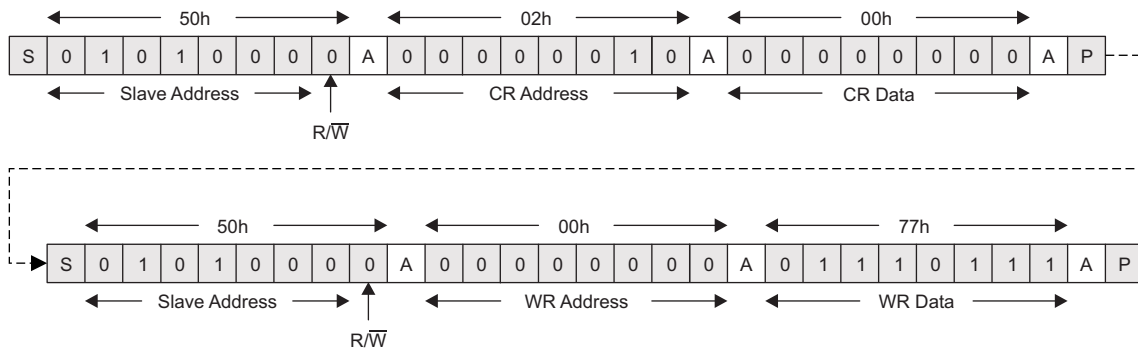 50h 02h 00h
S 0 1 0 1 0 0 0 0 A 0 0 0 0 0 0 1 0 A 0 0 0 0 0 0 0 0 A P
Slave Address CR Address CR Data
R/W̅
50h 00h 77h
S 0 1 0 1 0 0 0 0 A 0 0 0 0 0 0 0 0 A 0 1 1 1 0 1 1 1 A P
Slave Address WR Address WR Data
R/W̅